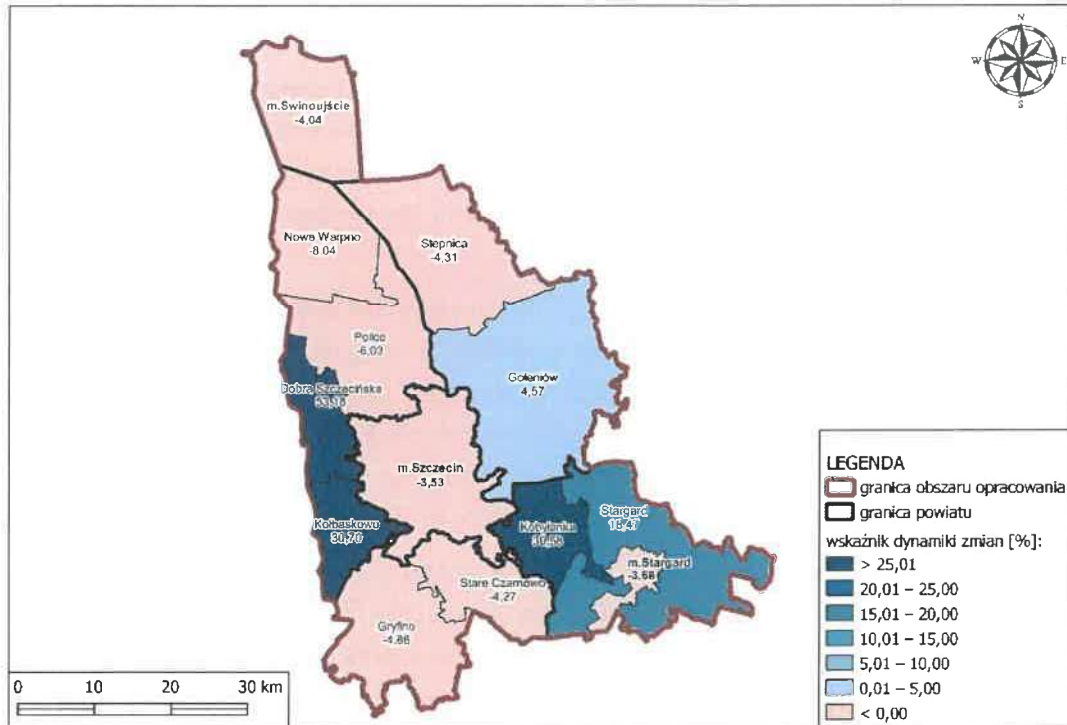 N
W
E
S
m.Świnoujście
-4,04
Nowe Warpno
-8,04
Stepnica
-4,31
Police
-6,03
Goleniów
4,57
Dobra Szczecińska
m.Szczecin
-3,53
Kołbaskowo
30,70
Kobylanka
Stargard
18,47
m.Stargard
-3,68
Stare Czarnowo
-4,27
Gryfino
-4,86
0 10 20 30 km
LEGENDA
granica obszaru opracowania
granica powiatu
wskaźnik dynamiki zmian [%]:
> 25,01
20,01 – 25,00
15,01 – 20,00
10,01 – 15,00
5,01 – 10,00
0,01 – 5,00
< 0,00